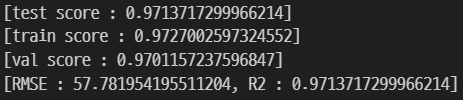 [test score : 0.9713717299966214]
[train score : 0.9727002597324552]
[val score : 0.9701157237596847]
[RMSE : 57.781954195511204, R2 : 0.9713717299966214]